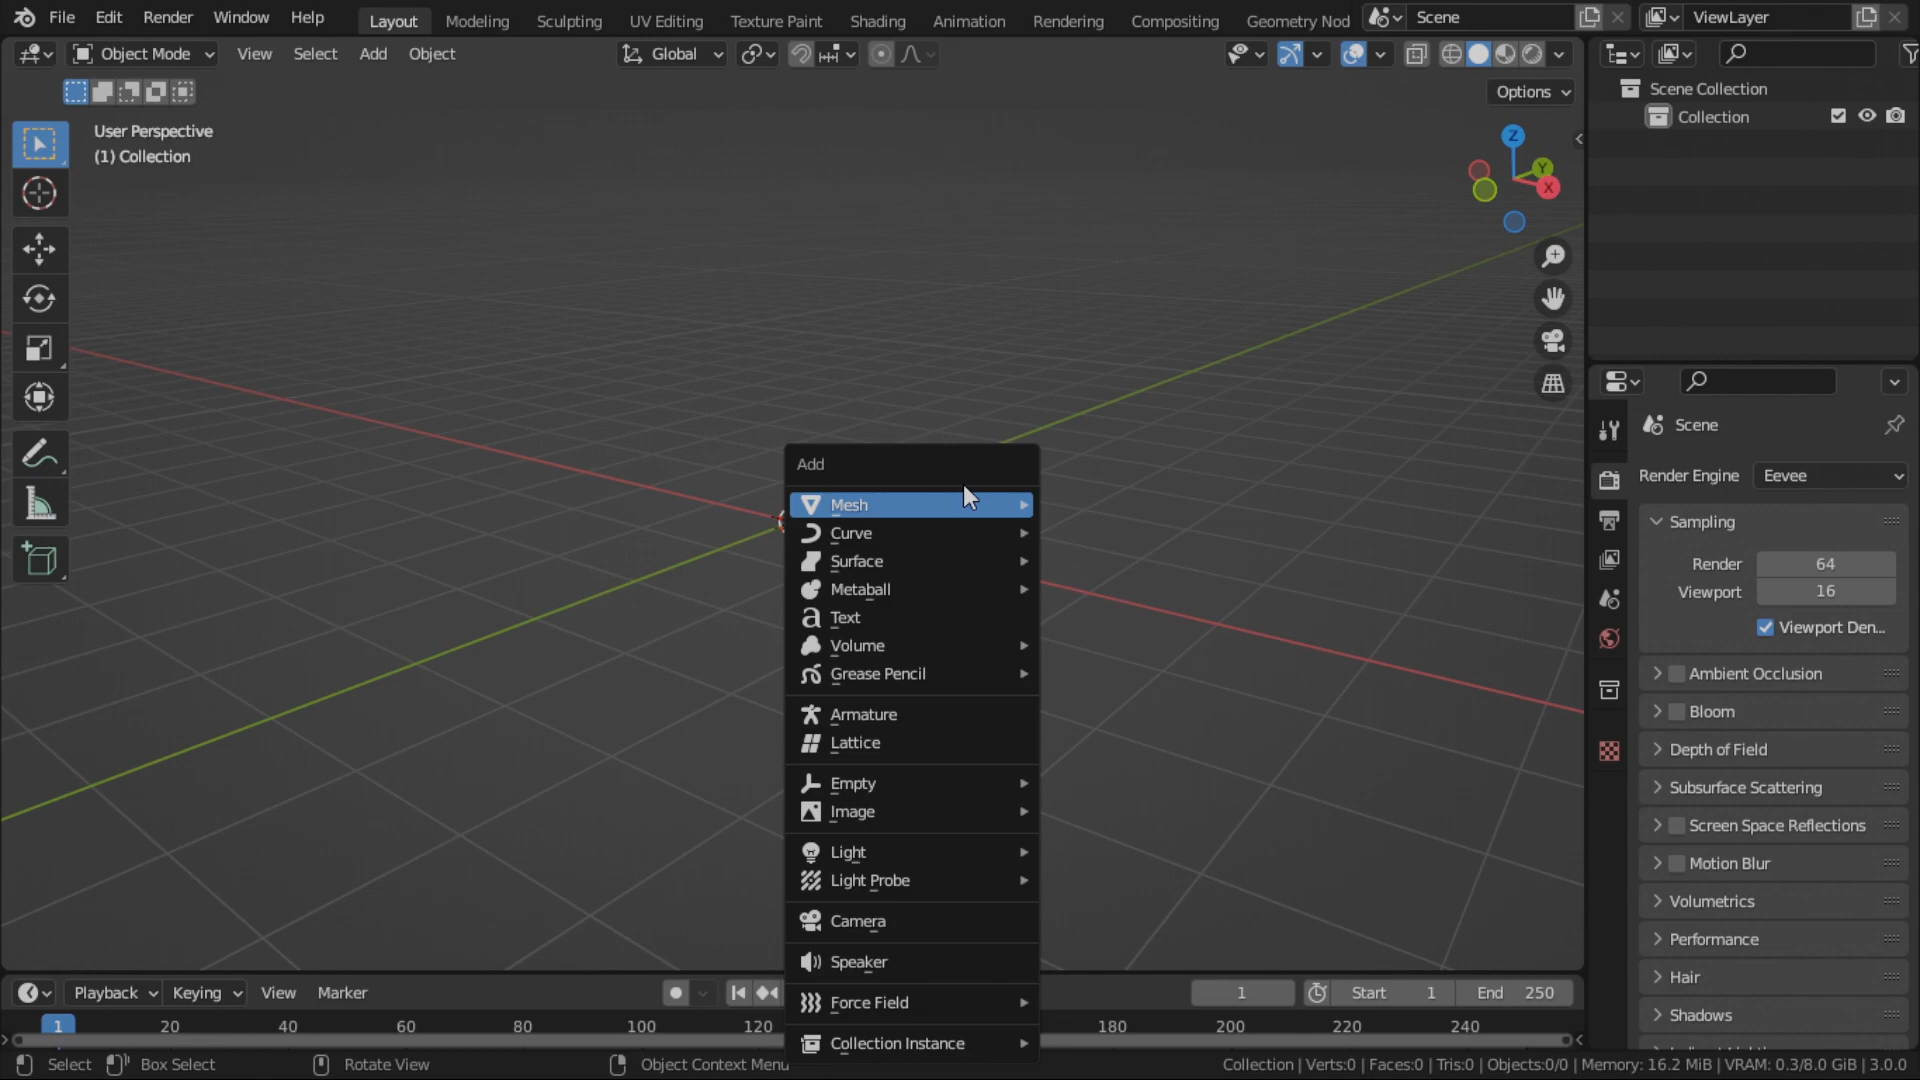 File Edit Render Window Help Layout Modeling Sculpting UV Editing Texture Paint Shading Animation Rendering Compositing Geometry Nod Scene ViewLayer
Object Mode View Select Add Object Global
Options
User Perspective
(1) Collection
Z
Y
X
Scene Collection
Collection
Scene
Render Engine Eevee
Sampling
Render 64
Viewport 16
Viewport Den...
Ambient Occlusion
Bloom
Depth of Field
Subsurface Scattering
Screen Space Reflections
Motion Blur
Volumetrics
Performance
Hair
Shadows
Add
Mesh
Curve
Surface
Metaball
Text
Volume
Grease Pencil
Armature
Lattice
Empty
Image
Light
Light Probe
Camera
Speaker
Force Field
Collection Instance
Playback Keying View Marker 1 Start 1 End 250
1 20 40 60 80 100 120 180 200 220 240
Select Box Select Rotate View Object Context Menu Collection | Verts:0 | Faces:0 | Tris:0 | Objects:0/0 | Memory: 16.2 MiB | VRAM: 0.3/8.0 GiB | 3.0.0